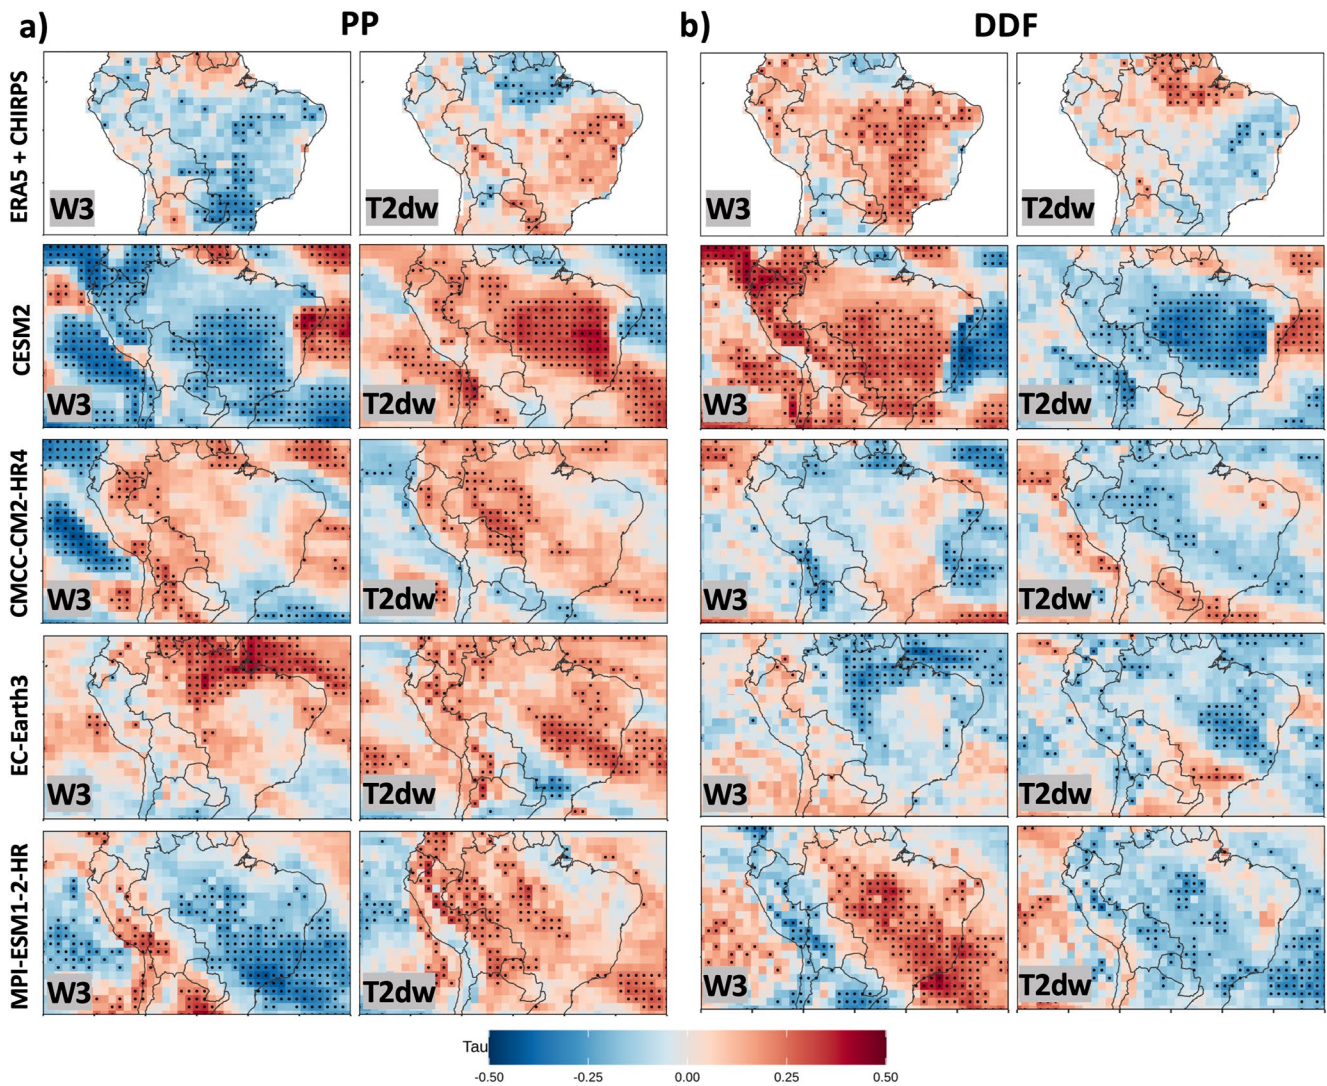 a) PP b) DDF
ERA5 + CHIRPS
W3 T2dw W3 T2dw
CESM2
W3 T2dw W3 T2dw
CMCC-CM2-HR4
W3 T2dw W3 T2dw
EC-Earth3
W3 T2dw W3 T2dw
MPI-ESM1-2-HR
W3 T2dw W3 T2dw
Tau
-0.50 -0.25 0.00 0.25 0.50